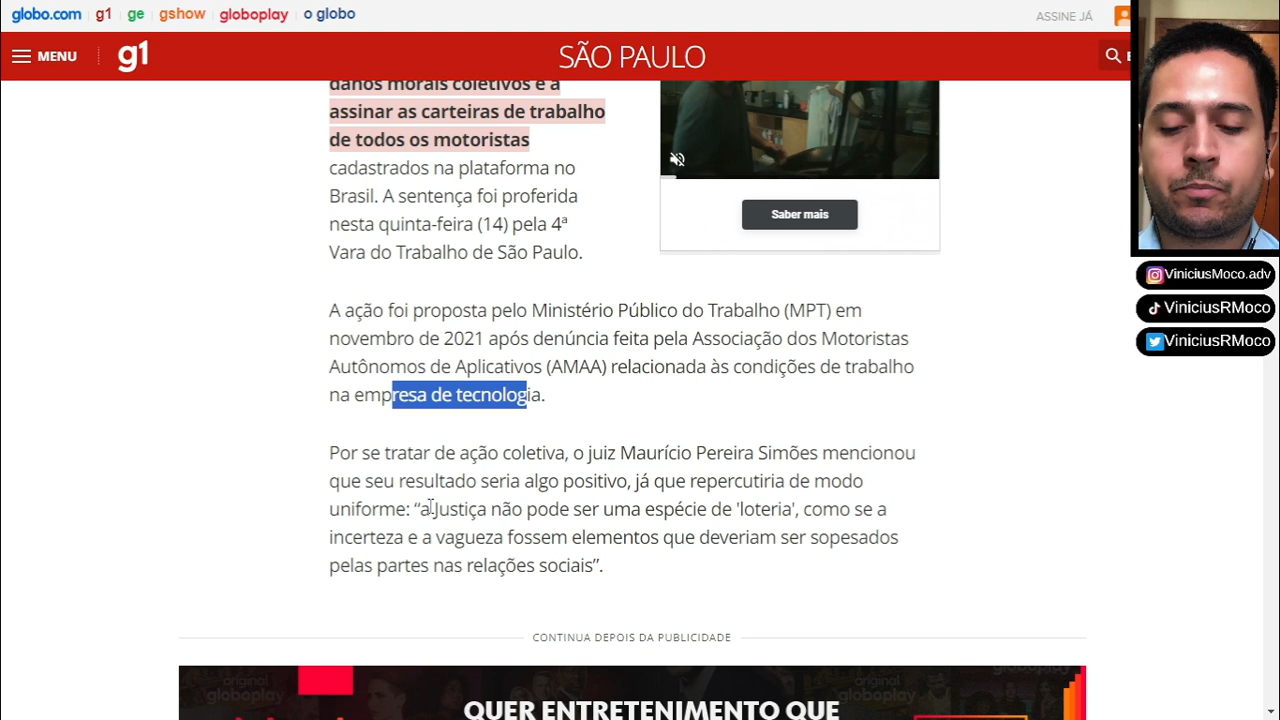 globo.com g1 ge gshow globoplay o globo ASSINE JÁ
MENU g1 SÃO PAULO
danos morais coletivos e a
assinar as carteiras de trabalho
de todos os motoristas
cadastrados na plataforma no
Brasil. A sentença foi proferida
nesta quinta-feira (14) pela 4ª
Vara do Trabalho de São Paulo.
Saber mais
ViniciusMoco.adv
ViniciusRMoco
ViniciusRMoco
A ação foi proposta pelo Ministério Público do Trabalho (MPT) em
novembro de 2021 após denúncia feita pela Associação dos Motoristas
Autônomos de Aplicativos (AMAA) relacionada às condições de trabalho
na empresa de tecnologia.
Por se tratar de ação coletiva, o juiz Maurício Pereira Simões mencionou
que seu resultado seria algo positivo, já que repercutiria de modo
uniforme: “a Justiça não pode ser uma espécie de 'loteria', como se a
incerteza e a vagueza fossem elementos que deveriam ser sopesados
pelas partes nas relações sociais”.
CONTINUA DEPOIS DA PUBLICIDADE
original
globoplay
original
globoplay
QUER ENTRETENIMENTO QUE